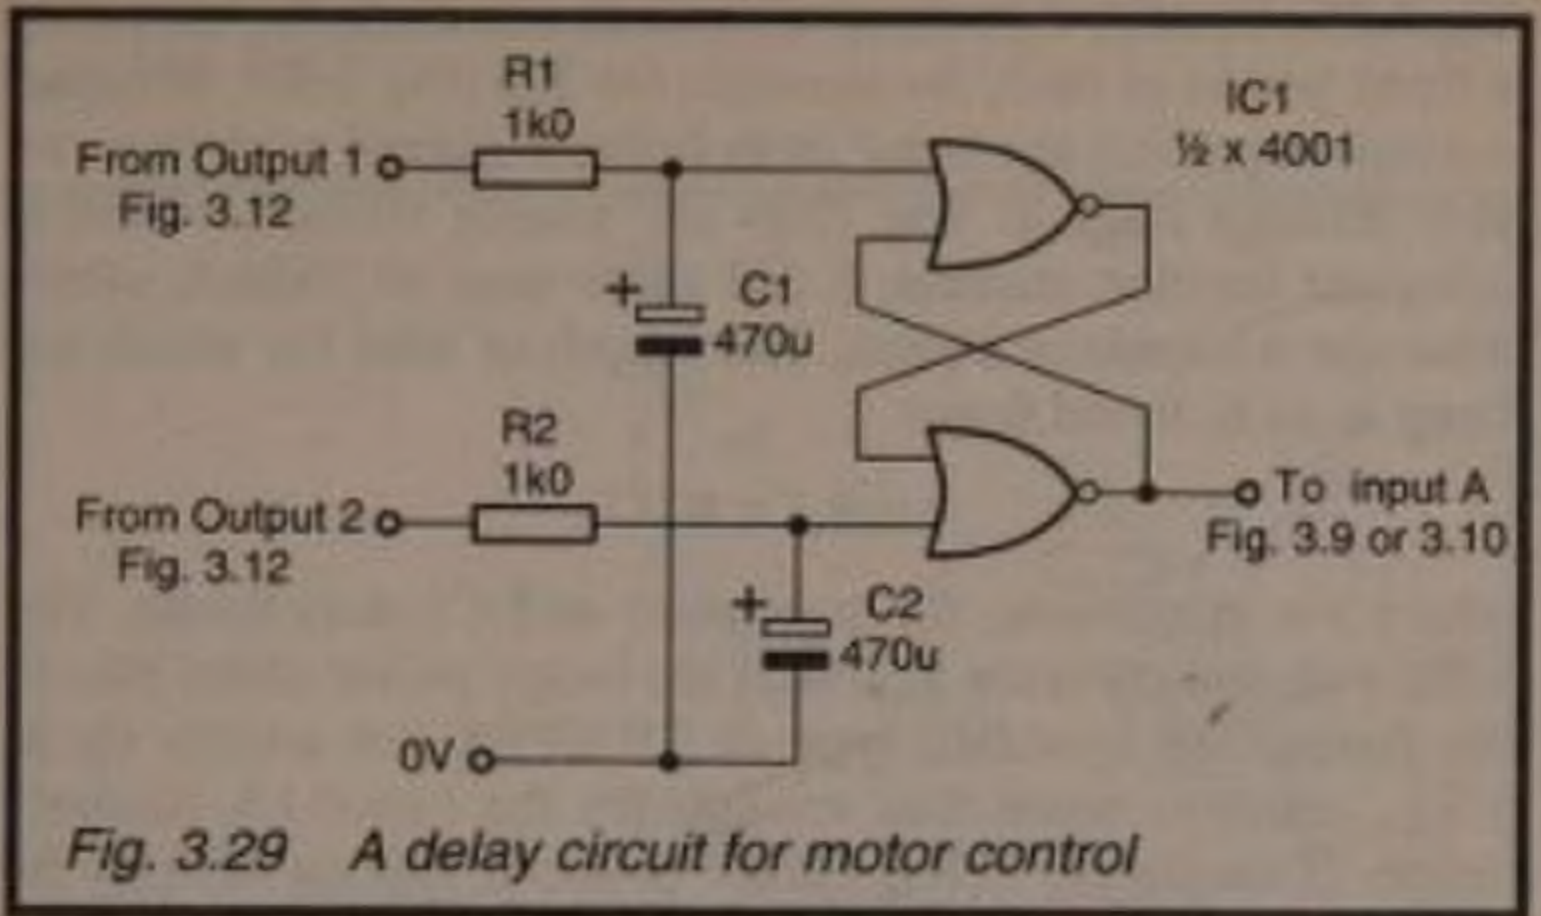 R1
1k0
IC1
½ x 4001
From Output 1
Fig. 3.12
+
C1
470u
R2
1k0
From Output 2
Fig. 3.12
To input A
Fig. 3.9 or 3.10
+
C2
470u
0V
Fig. 3.29 A delay circuit for motor control